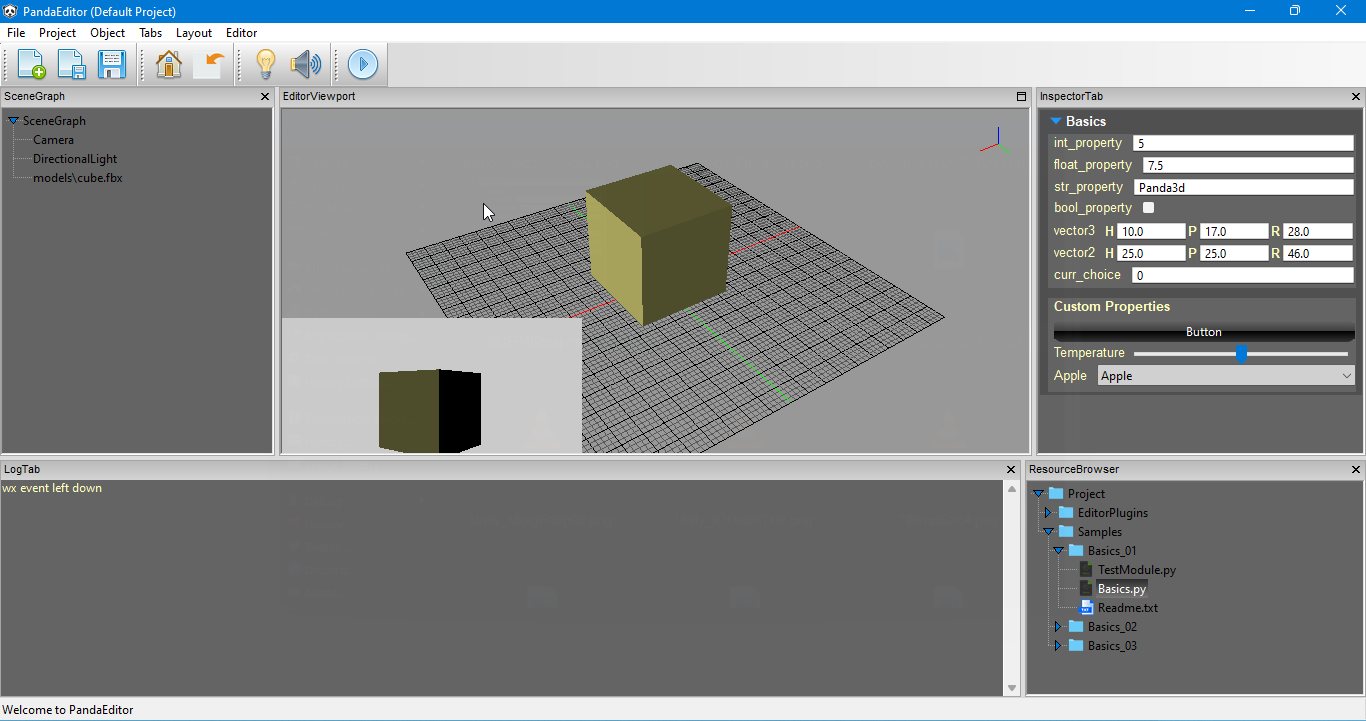 PandaEditor (Default Project)
File Project Object Tabs Layout Editor
SceneGraph
SceneGraph
Camera
DirectionalLight
models\cube.fbx
EditorViewport
InspectorTab
Basics
int_property 5
float_property 7.5
str_property Panda3d
bool_property
vector3 H 10.0 P 17.0 R 28.0
vector2 H 25.0 P 25.0 R 46.0
curr_choice 0
Custom Properties
Button
Temperature
Apple Apple
LogTab
wx event left down
ResourceBrowser
Project
EditorPlugins
Samples
Basics_01
TestModule.py
Basics.py
Readme.txt
Basics_02
Basics_03
Welcome to PandaEditor